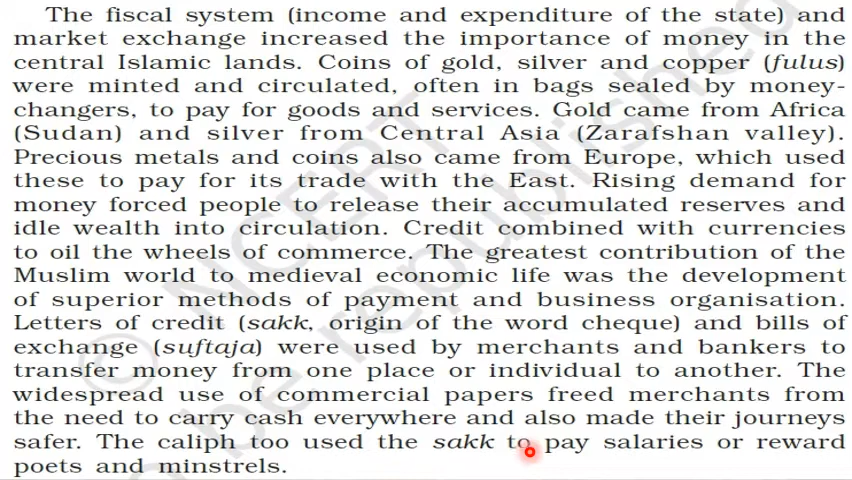 The fiscal system (income and expenditure of the state) and
market exchange increased the importance of money in the
central Islamic lands. Coins of gold, silver and copper (fulus)
were minted and circulated, often in bags sealed by money-
changers, to pay for goods and services. Gold came from Africa
(Sudan) and silver from Central Asia (Zarafshan valley).
Precious metals and coins also came from Europe, which used
these to pay for its trade with the East. Rising demand for
money forced people to release their accumulated reserves and
idle wealth into circulation. Credit combined with currencies
to oil the wheels of commerce. The greatest contribution of the
Muslim world to medieval economic life was the development
of superior methods of payment and business organisation.
Letters of credit (sakk, origin of the word cheque) and bills of
exchange (suftaja) were used by merchants and bankers to
transfer money from one place or individual to another. The
widespread use of commercial papers freed merchants from
the need to carry cash everywhere and also made their journeys
safer. The caliph too used the sakk to pay salaries or reward
poets and minstrels.
© NCERT
to be republished